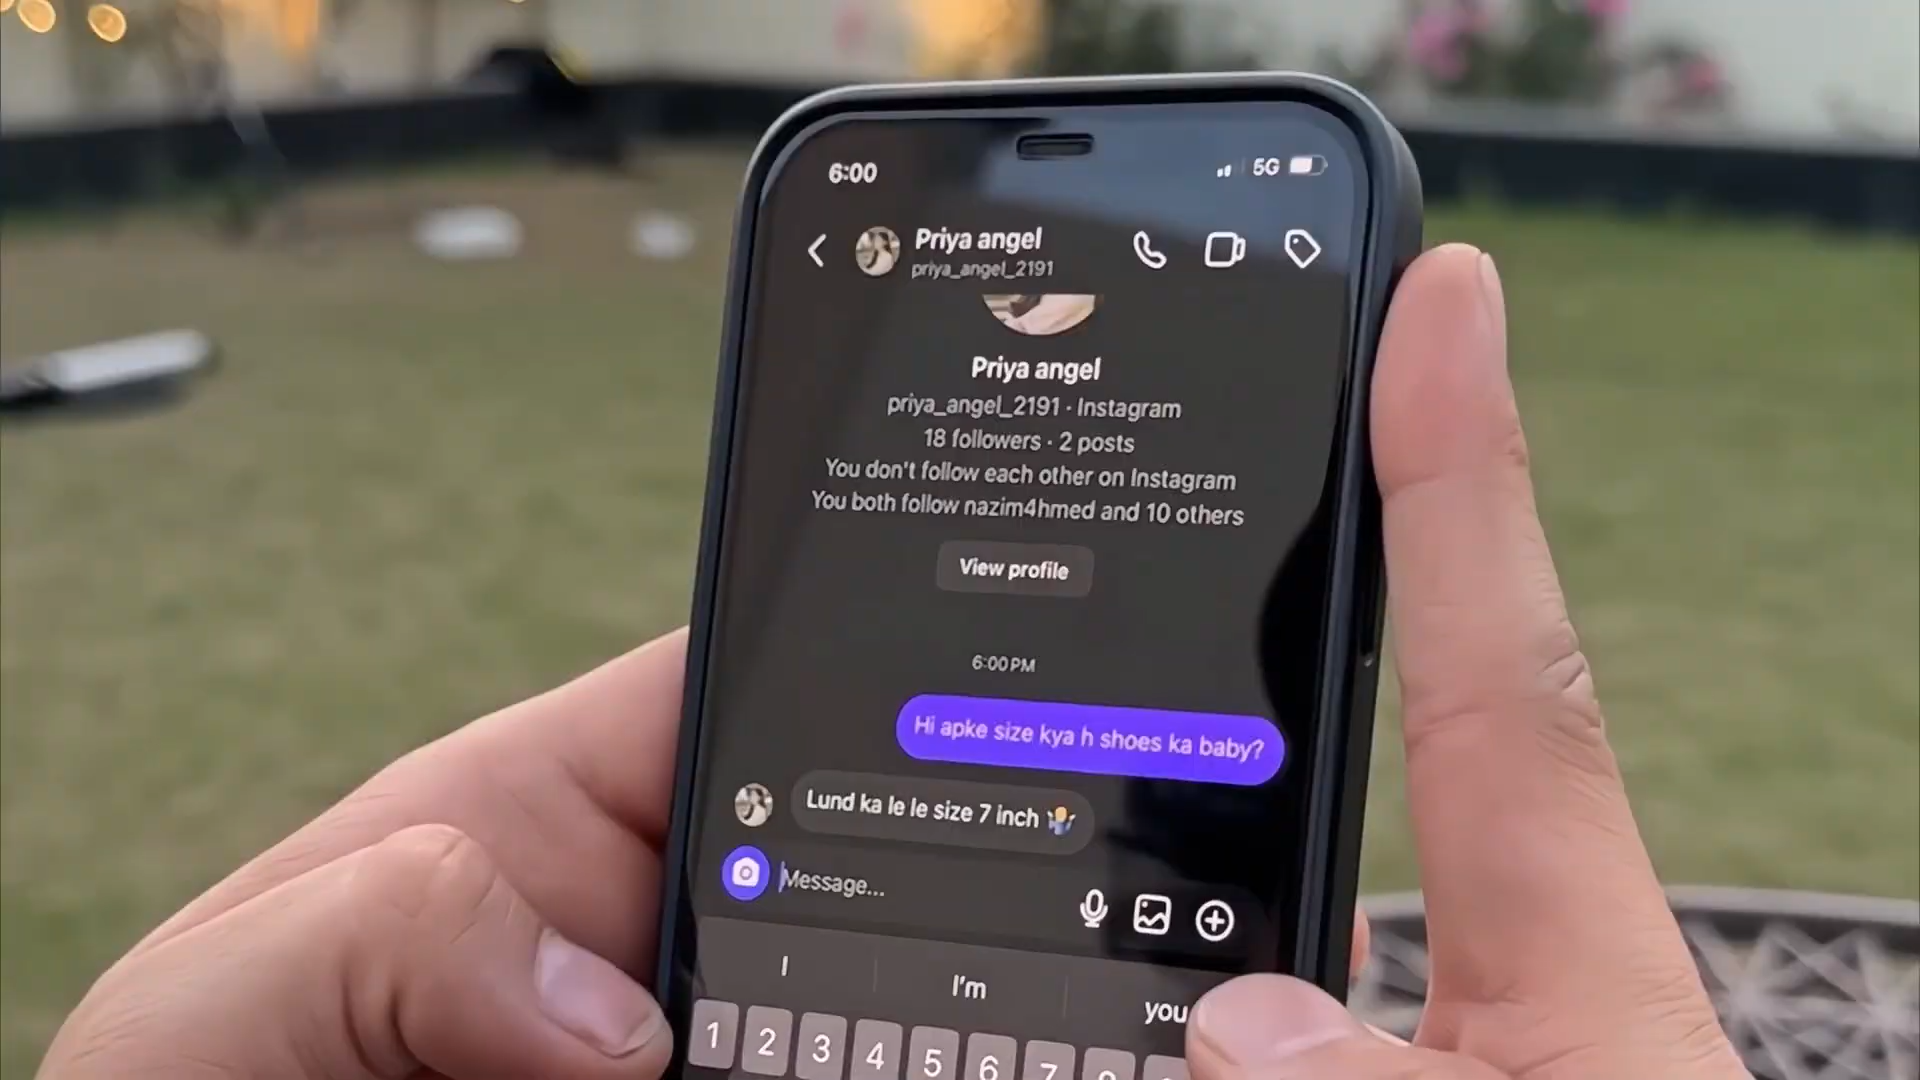 6:00
5G
Priya angel
priya_angel_2191
Priya angel
priya_angel_2191 · Instagram
18 followers · 2 posts
You don't follow each other on Instagram
You both follow nazim4hmed and 10 others
View profile
6:00 PM
Hi apke size kya h shoes ka baby?
Lund ka le le size 7 inch 🤷
Message...
I I'm you
1 2 3 4 5 6 7